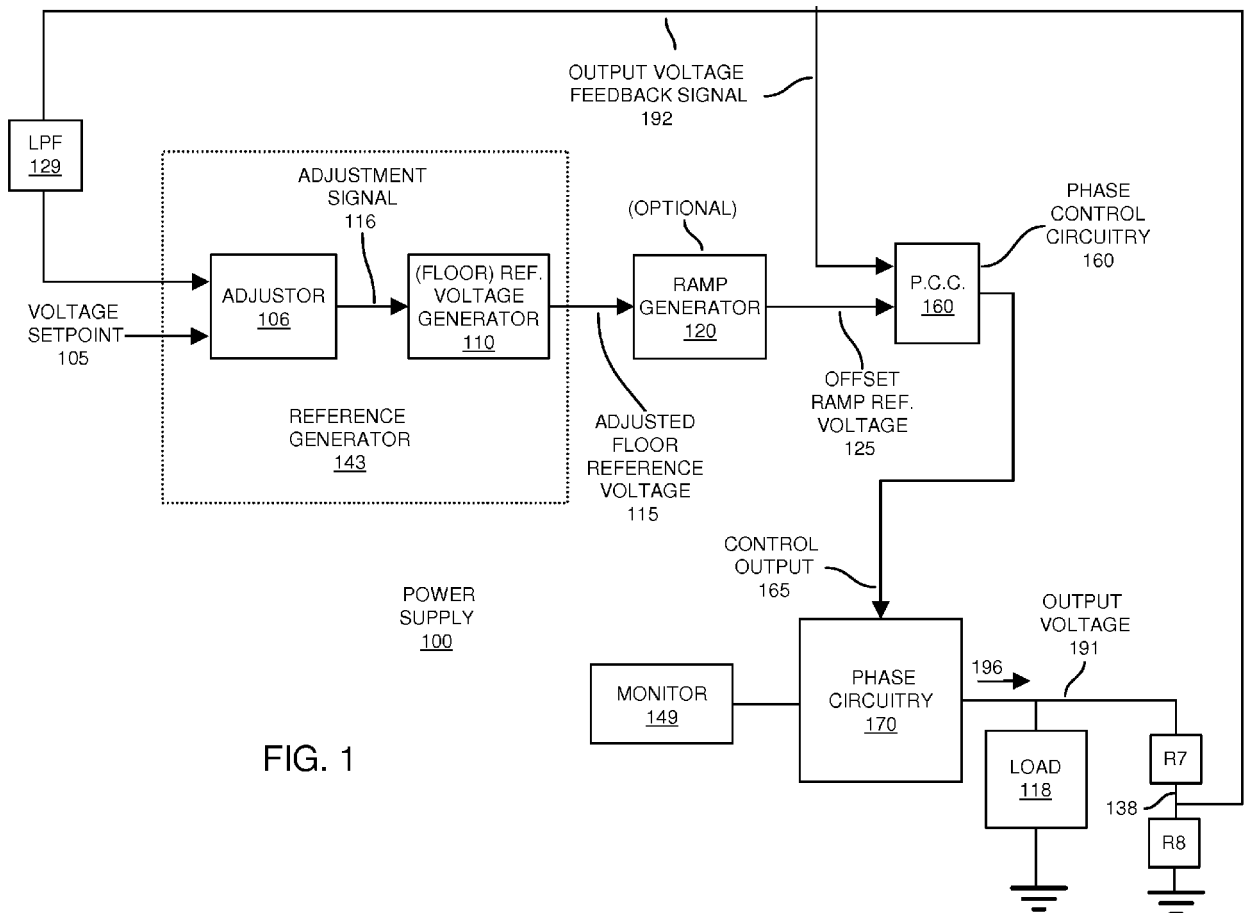 OUTPUT VOLTAGE
FEEDBACK SIGNAL
192
LPF
129
ADJUSTMENT
SIGNAL
116
(OPTIONAL)
PHASE
CONTROL
CIRCUITRY
160
ADJUSTOR
106
(FLOOR) REF.
VOLTAGE
GENERATOR
110
RAMP
GENERATOR
120
P.C.C.
160
VOLTAGE
SETPOINT
105
REFERENCE
GENERATOR
143
ADJUSTED
FLOOR
REFERENCE
VOLTAGE
115
OFFSET
RAMP REF.
VOLTAGE
125
CONTROL
OUTPUT
165
POWER
SUPPLY
100
OUTPUT
VOLTAGE
191
196
MONITOR
149
PHASE
CIRCUITRY
170
FIG. 1
LOAD
118
R7
138
R8